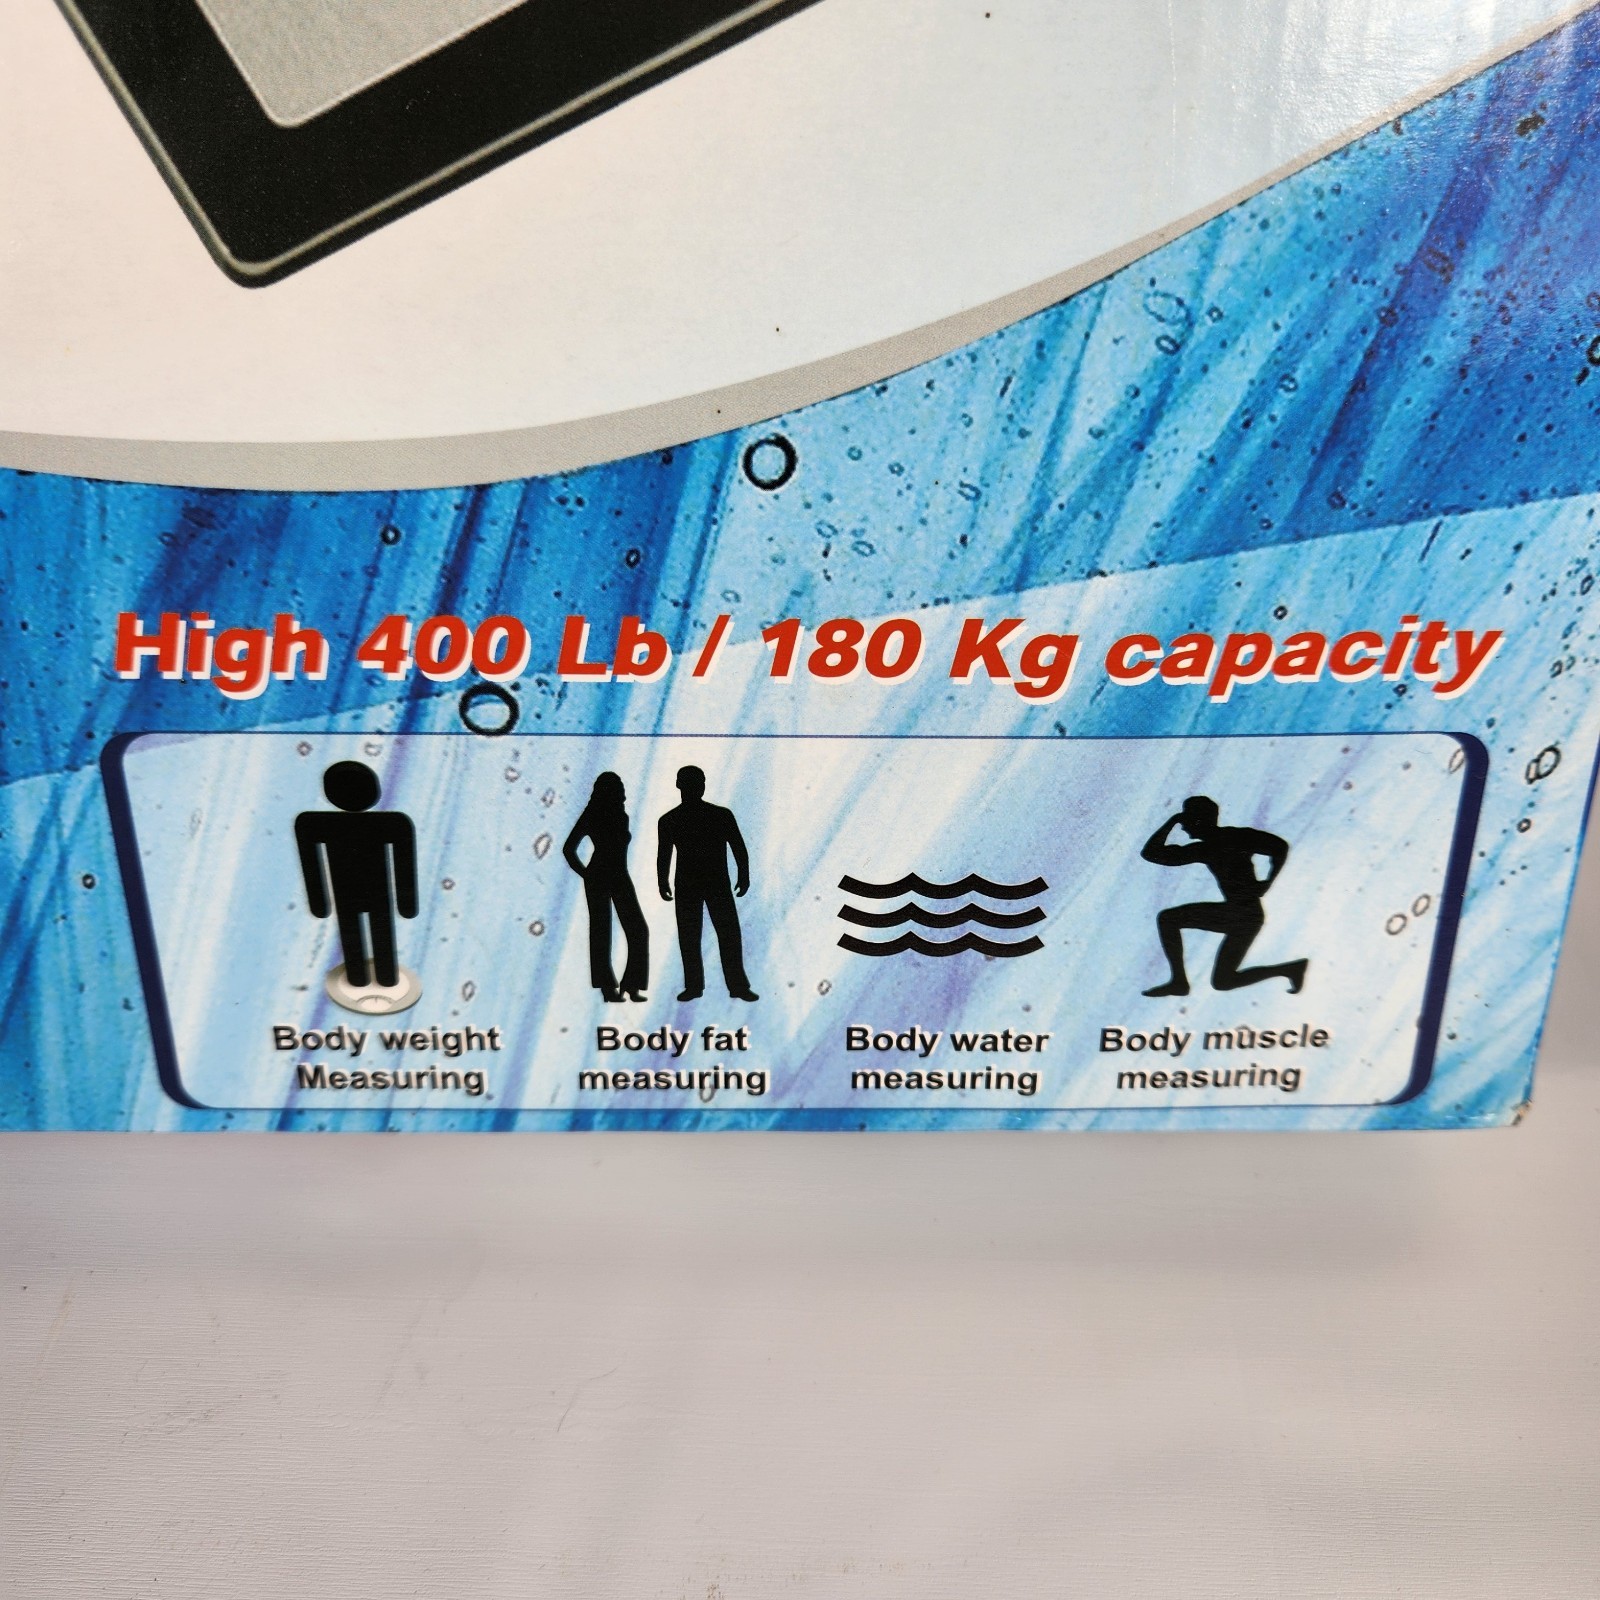 High 400 Lb / 180 Kg capacity
Body weight
Measuring
Body fat
measuring
Body water
measuring
Body muscle
measuring